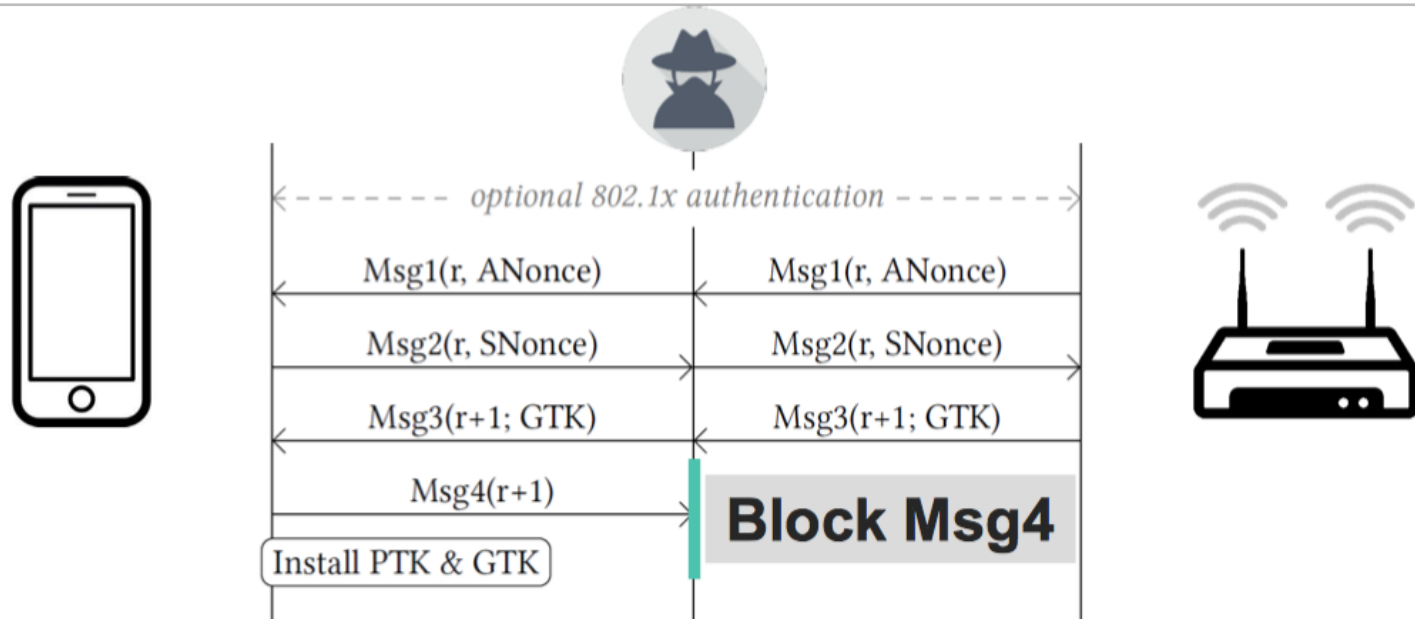 optional 802.1x authentication
Msg1(r, ANonce) Msg1(r, ANonce)
Msg2(r, SNonce) Msg2(r, SNonce)
Msg3(r+1; GTK) Msg3(r+1; GTK)
Msg4(r+1)
Block Msg4
Install PTK & GTK